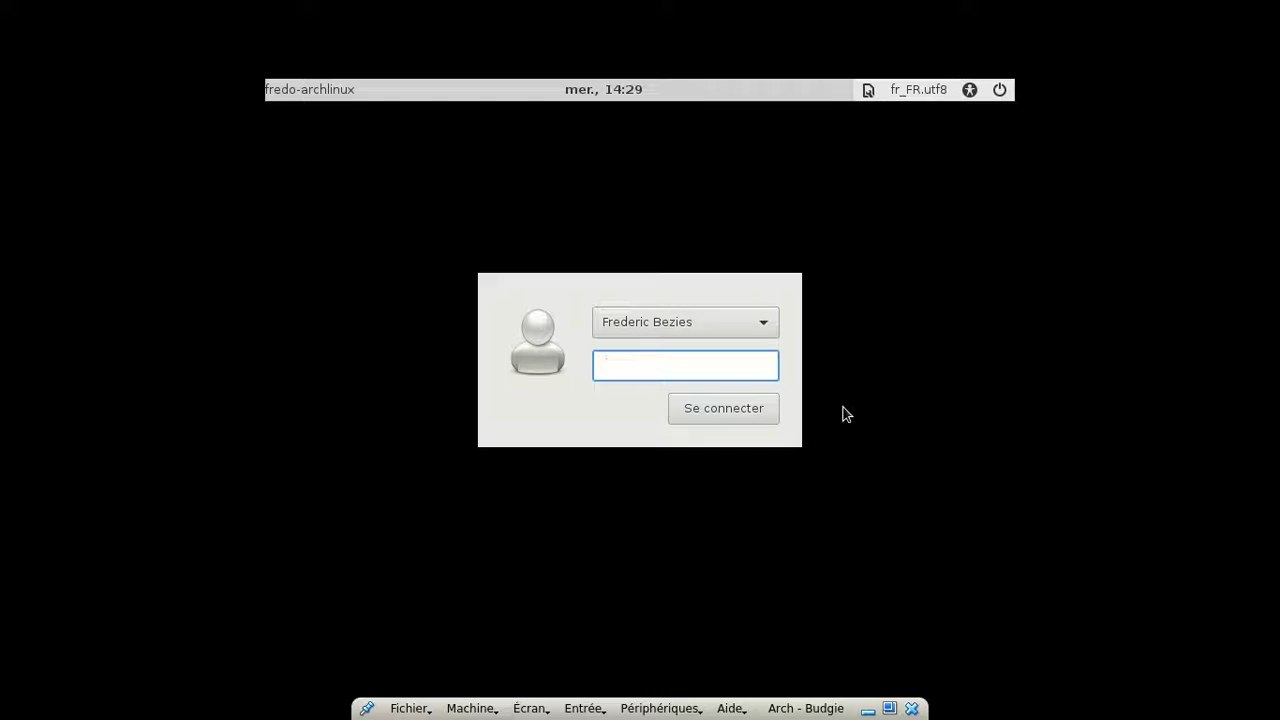 fredo-archlinux mer., 14:29 fr_FR.utf8
Frederic Bezies
Se connecter
Fichier Machine Écran Entrée Périphériques Aide Arch - Budgie